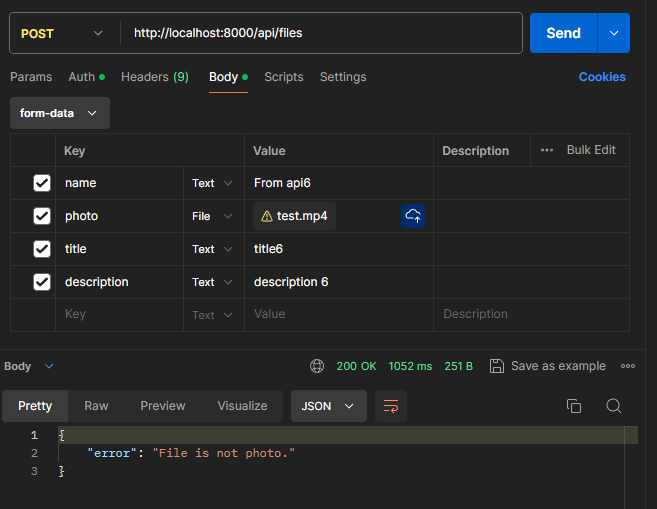 POST http://localhost:8000/api/files Send
Params Auth Headers (9) Body Scripts Settings Cookies
form-data
Key Value Description ••• Bulk Edit
name Text From api6
photo File test.mp4
title Text title6
description Text description 6
Key Text Value Description
Body 200 OK 1052 ms 251 B Save as example •••
Pretty Raw Preview Visualize JSON
1 {
2 "error": "File is not photo."
3 }